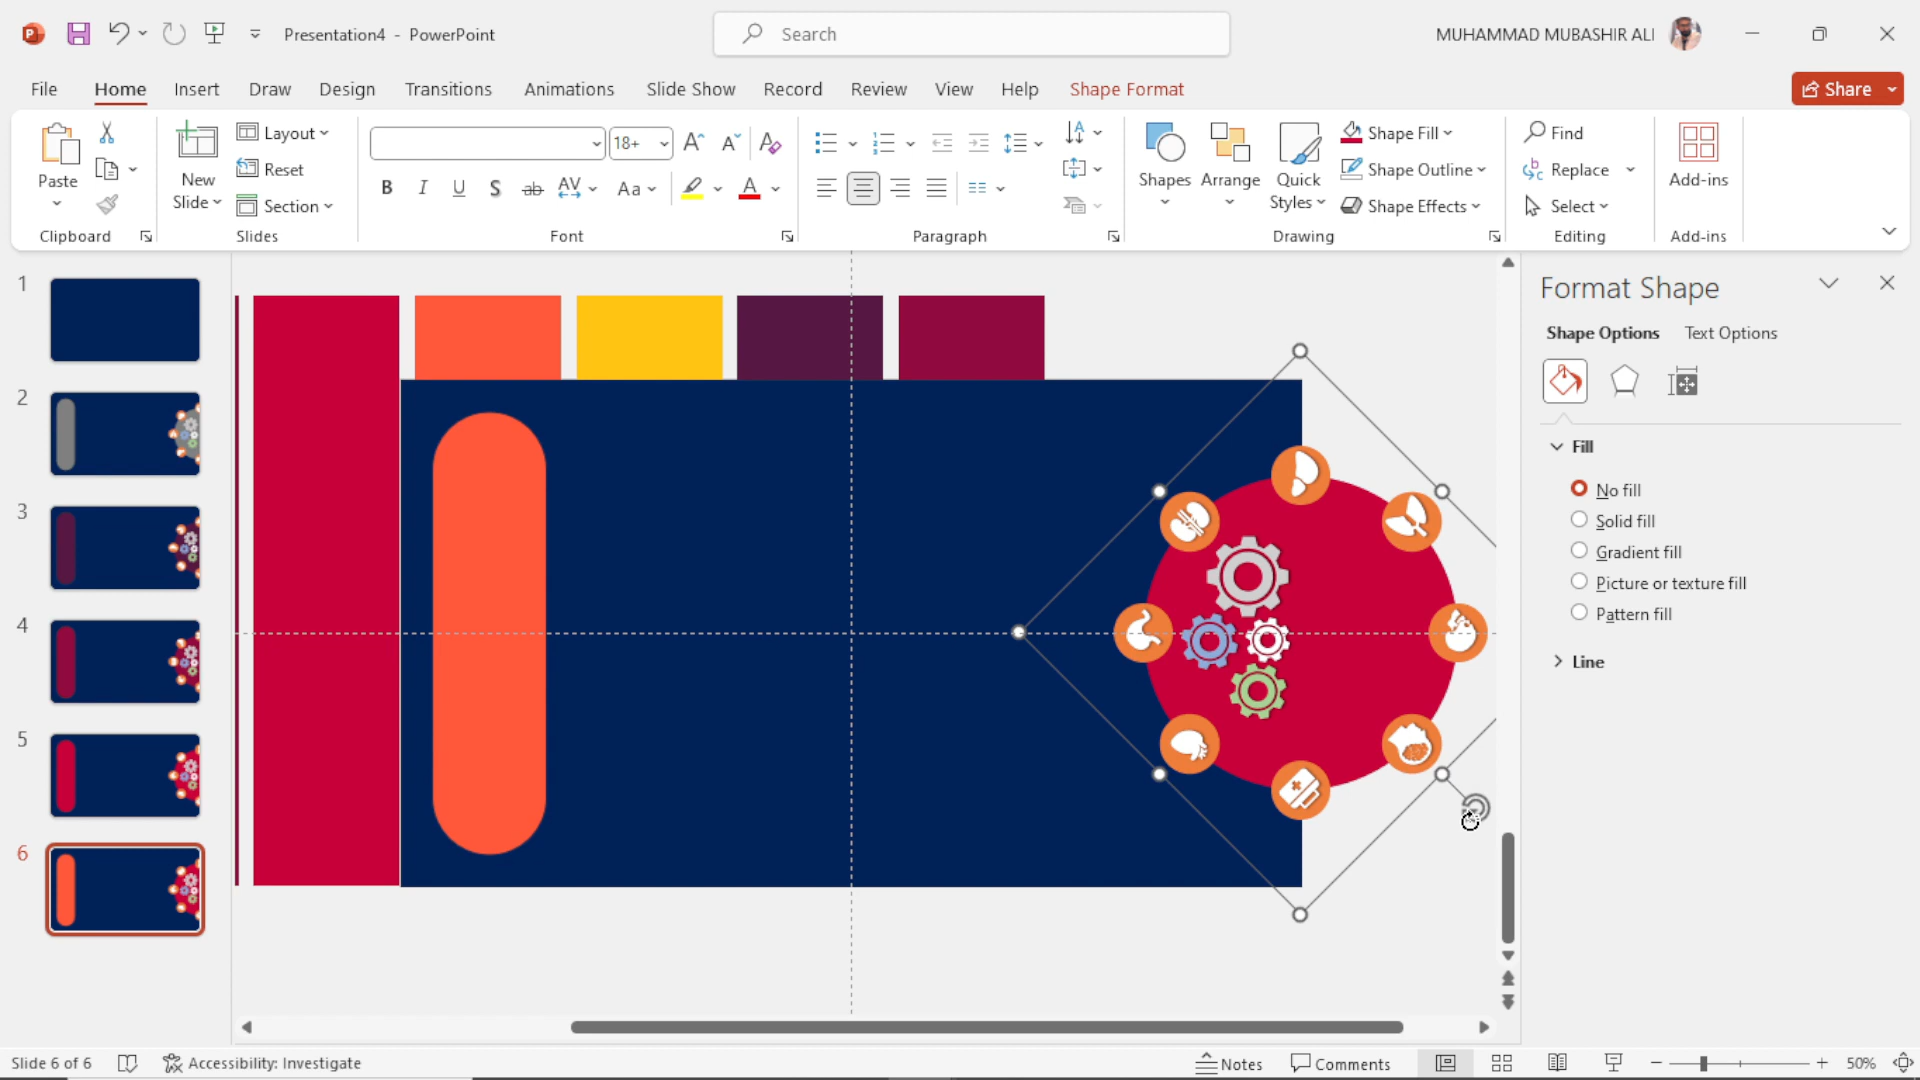 Presentation4 - PowerPoint
Search
MUHAMMAD MUBASHIR ALI
File Home Insert Draw Design Transitions Animations Slide Show Record Review View Help Shape Format
Share
Paste
New
Slide
Layout
Reset
Section
18+
B I U S ab AV Aa A
Shapes
Arrange
Quick
Styles
Shape Fill
Shape Outline
Shape Effects
Find
Replace
Select
Add-ins
Clipboard Slides Font Paragraph Drawing Editing Add-ins
1
2
3
4
5
6
Format Shape
Shape Options Text Options
Fill
No fill
Solid fill
Gradient fill
Picture or texture fill
Pattern fill
Line
Slide 6 of 6 Accessibility: Investigate Notes Comments 50%